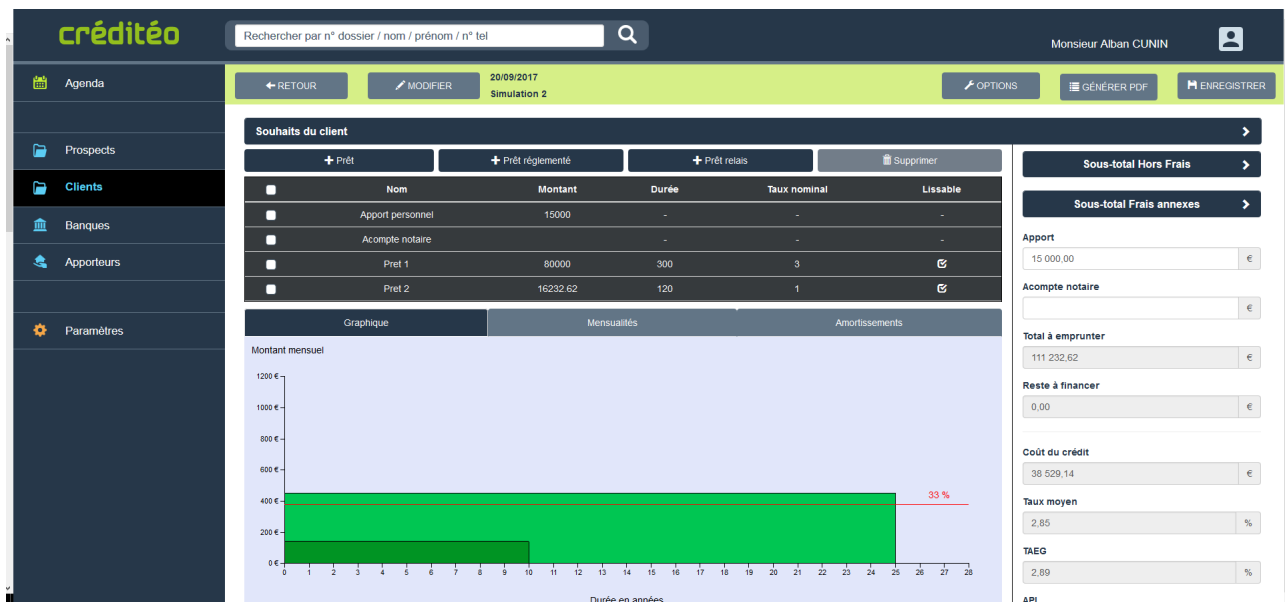 créditéo
Rechercher par n° dossier / nom / prénom / n° tel
Monsieur Alban CUNIN
Agenda
Prospects
Clients
Banques
Apporteurs
Paramètres
RETOUR
MODIFIER
20/09/2017
Simulation 2
OPTIONS
GÉNÉRER PDF
ENREGISTRER
Souhaits du client
Prêt
Prêt réglementé
Prêt relais
Supprimer
Nom Montant Durée Taux nominal Lissable
Apport personnel 15000 - - -
Acompte notaire - - -
Pret 1 80000 300 3
Pret 2 16232.62 120 1
Graphique Mensualités Amortissements
Montant mensuel
1200 €
1000 €
800 €
600 €
400 €
200 €
0 €
33 %
0 1 2 3 4 5 6 7 8 9 10 11 12 13 14 15 16 17 18 19 20 21 22 23 24 25 26 27 28
Durée en années
Sous-total Hors Frais
Sous-total Frais annexes
Apport
15 000,00 €
Acompte notaire
€
Total à emprunter
111 232,62 €
Reste à financer
0,00 €
Coût du crédit
38 529,14 €
Taux moyen
2,85 %
TAEG
2,89 %